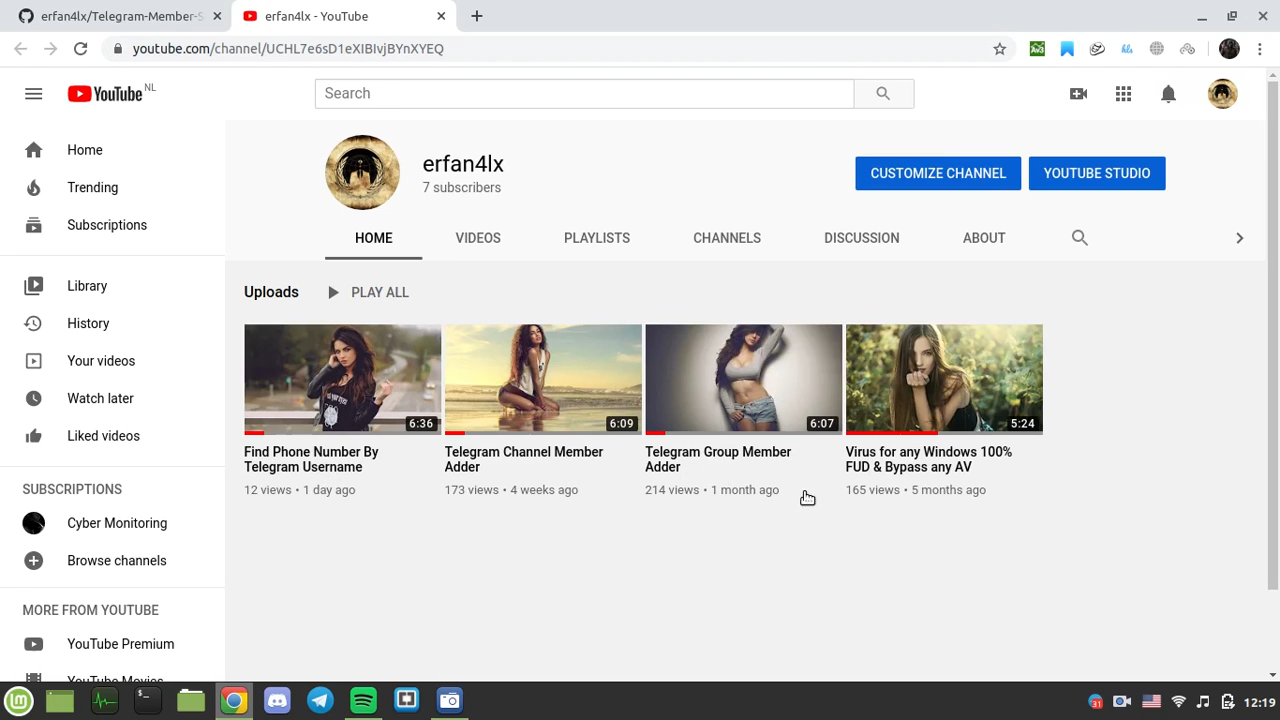 erfan4lx/Telegram-Member-S
erfan4lx - YouTube
youtube.com/channel/UCHL7e6sD1eXIBIvjBYnXYEQ
YouTube NL
Search
Home
Trending
Subscriptions
Library
History
Your videos
Watch later
Liked videos
SUBSCRIPTIONS
Cyber Monitoring
Browse channels
MORE FROM YOUTUBE
YouTube Premium
YouTube Movies
erfan4lx
7 subscribers
CUSTOMIZE CHANNEL
YOUTUBE STUDIO
HOME VIDEOS PLAYLISTS CHANNELS DISCUSSION ABOUT
Uploads PLAY ALL
6:36
Find Phone Number By
Telegram Username
12 views • 1 day ago
6:09
Telegram Channel Member
Adder
173 views • 4 weeks ago
6:07
Telegram Group Member
Adder
214 views • 1 month ago
5:24
Virus for any Windows 100%
FUD & Bypass any AV
165 views • 5 months ago
31
12:19